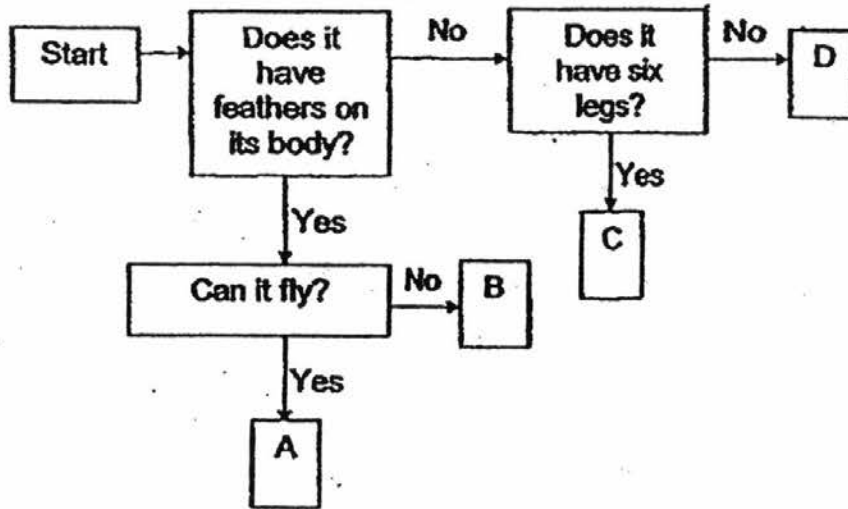 Start
Does it
have
feathers on
its body?
No
Does it
have six
legs?
No
D
Yes
C
Yes
Can it fly?
No
B
Yes
A